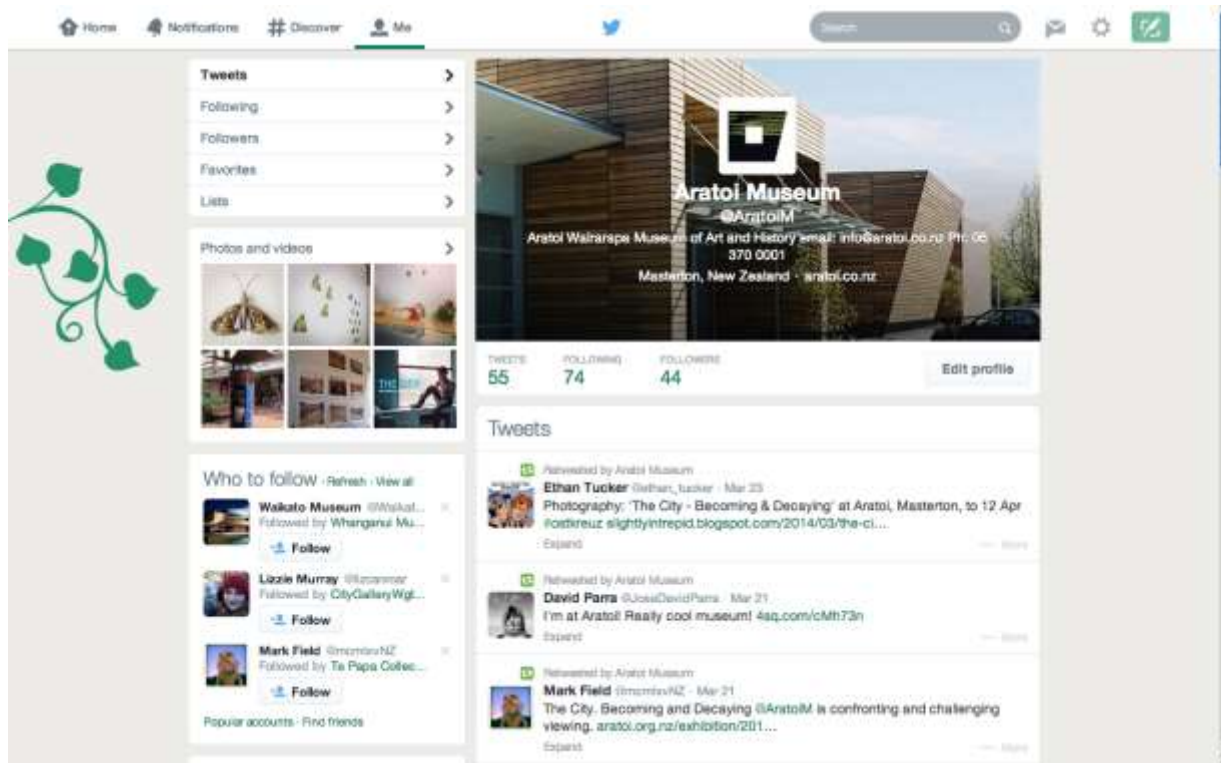 Home Notifications Discover Me Search
Tweets
Following
Followers
Favorites
Lists
Photos and videos
THE
Who to follow · Refresh · View all
Waikato Museum @Waikat...
Followed by Whanganui Mu...
Follow
Lizzie Murray
Followed by CityGalleryWgt...
Follow
Mark Field
Followed by Te Papa Collec...
Follow
Popular accounts · Find friends
Aratoi Museum
@AratoiM
Aratoi Wairarapa Museum of Art and History email: info@aratoi.co.nz Ph: 06
370 0001
Masterton, New Zealand · aratoi.co.nz
TWEETS FOLLOWING FOLLOWERS
55 74 44
Edit profile
Tweets
Retweeted by Aratoi Museum
Ethan Tucker @ethan_tucker · Mar 23
Photography: 'The City - Becoming & Decaying' at Aratoi, Masterton, to 12 Apr
#ostkreuz slightlyintrepid.blogspot.com/2014/03/the-ci...
Expand More
Retweeted by Aratoi Museum
David Parra @JoseDavidParra · Mar 21
I'm at Aratoi! Really cool museum! 4sq.com/cMh73n
Expand More
Retweeted by Aratoi Museum
Mark Field · Mar 21
The City. Becoming and Decaying @AratoiM is confronting and challenging
viewing. aratoi.org.nz/exhibition/201...
Expand More